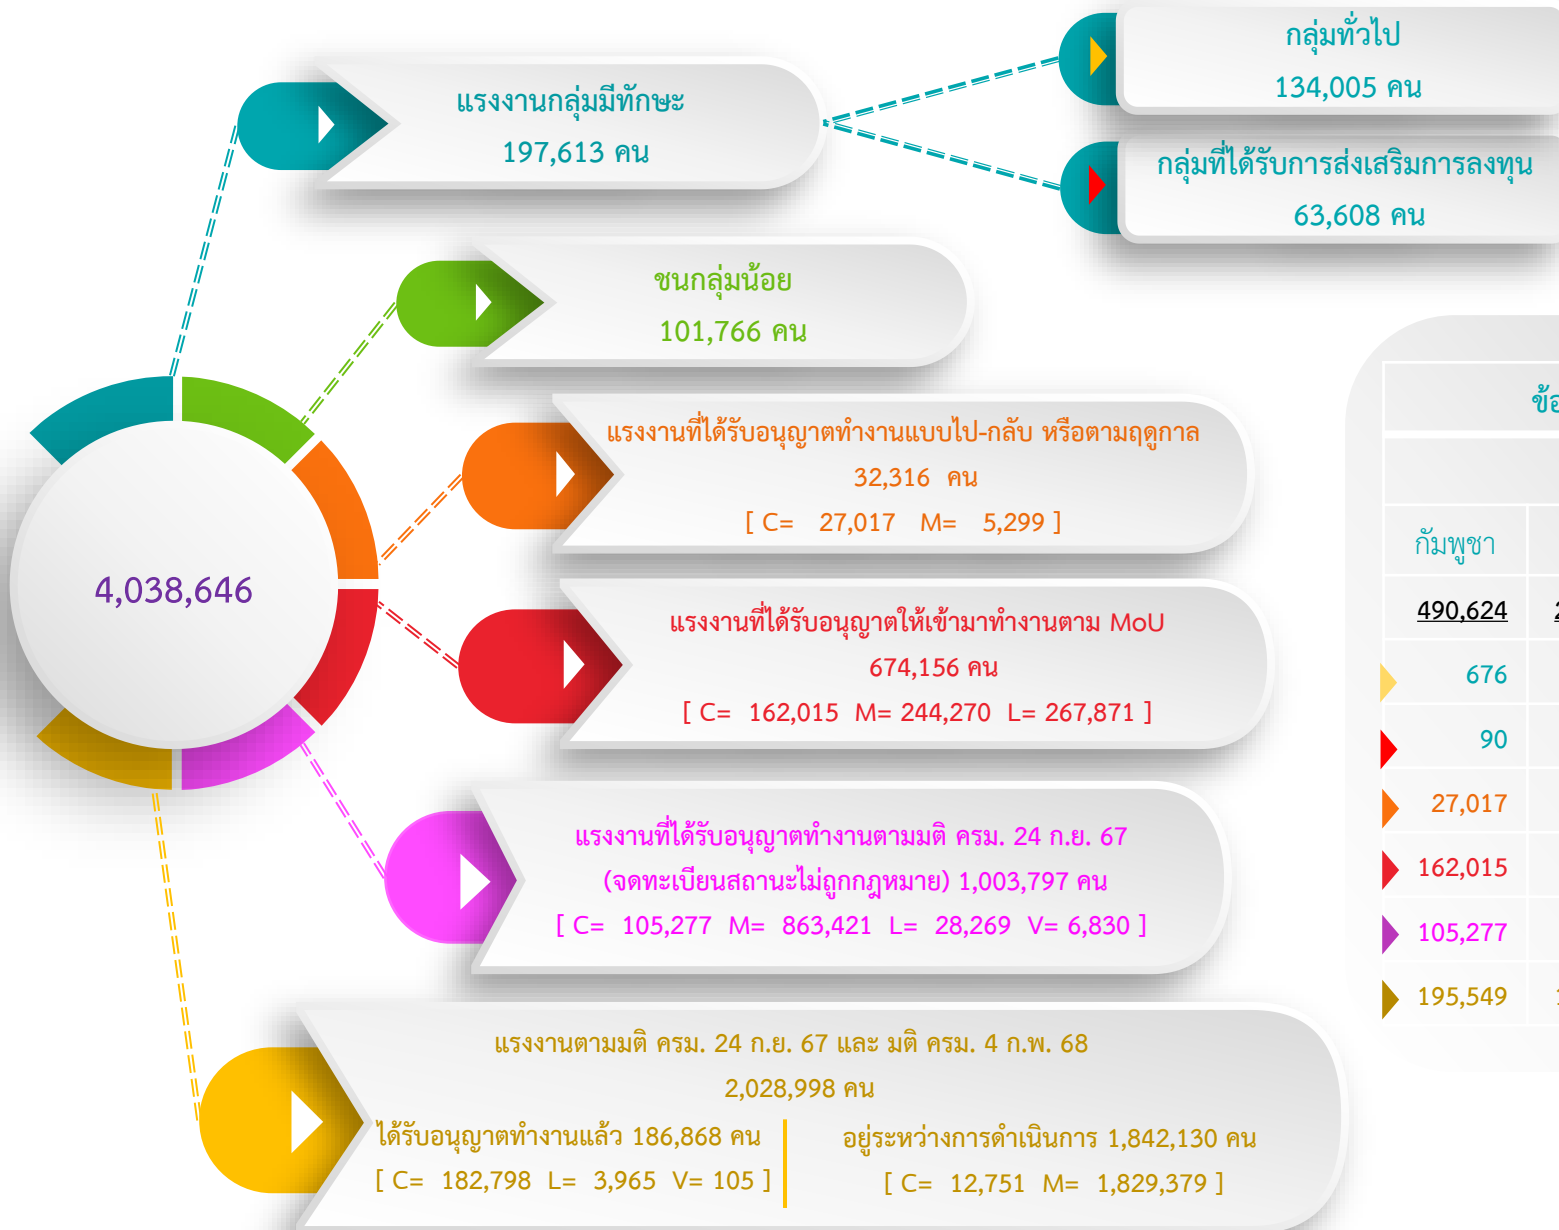 แรงงานกลุ่มมีทักษะ
197,613 คน
กลุ่มทั่วไป
134,005 คน
กลุ่มที่ได้รับการส่งเสริมการลงทุน
63,608 คน
ชนกลุ่มน้อย
101,766 คน
แรงงานที่ได้รับอนุญาตทำงานแบบไป-กลับ หรือตามฤดูกาล
32,316 คน
[ C= 27,017 M= 5,299 ]
4,038,646
แรงงานที่ได้รับอนุญาตให้เข้ามาทำงานตาม MoU
674,156 คน
[ C= 162,015 M= 244,270 L= 267,871 ]
แรงงานที่ได้รับอนุญาตทำงานตามมติ ครม. 24 ก.ย. 67
(จดทะเบียนสถานะไม่ถูกกฎหมาย) 1,003,797 คน
[ C= 105,277 M= 863,421 L= 28,269 V= 6,830 ]
แรงงานตามมติ ครม. 24 ก.ย. 67 และ มติ ครม. 4 ก.พ. 68
2,028,998 คน
ได้รับอนุญาตทำงานแล้ว 186,868 คน
[ C= 182,798 L= 3,965 V= 105 ]
อยู่ระหว่างการดำเนินการ 1,842,130 คน
[ C= 12,751 M= 1,829,379 ]
กัมพูชา
490,624
676
90
27,017
162,015
105,277
195,549